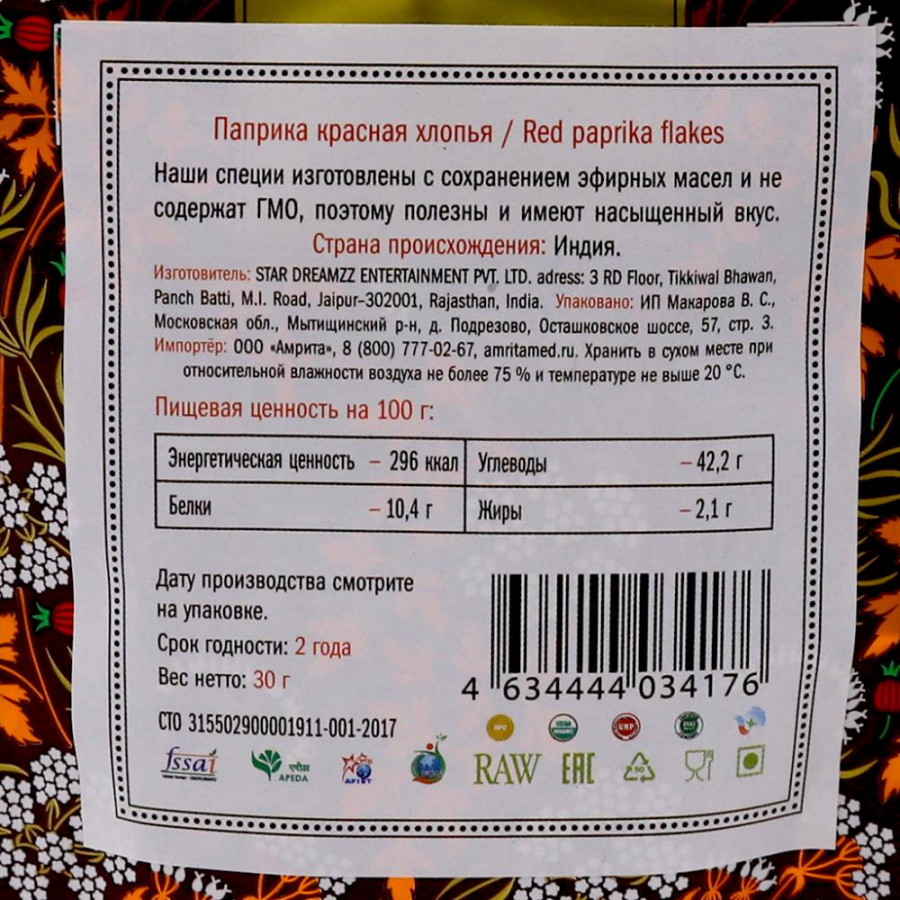 Паприка красная хлопья / Red paprika flakes
Наши специи изготовлены с сохранением эфирных масел и не
содержат ГМО, поэтому полезны и имеют насыщенный вкус.
Страна происхождения: Индия.
Изготовитель: STAR DREAMZZ ENTERTAINMENT PVT. LTD. adress: 3 RD Floor, Tikkiwal Bhawan,
Panch Batti, M.I. Road, Jaipur-302001, Rajasthan, India. Упаковано: ИП Макарова В. С.,
Московская обл., Мытищинский р-н, д. Подрезово, Осташковское шоссе, 57, стр. 3.
Импортёр: ООО «Амрита», 8 (800) 777-02-67, amritamed.ru. Хранить в сухом месте при
относительной влажности воздуха не более 75 % и температуре не выше 20 °С.
Пищевая ценность на 100 г:
Энергетическая ценность – 296 ккал Углеводы – 42,2 г
Белки – 10,4 г Жиры – 2,1 г
Дату производства смотрите
на упаковке.
Срок годности: 2 года
Вес нетто: 30 г
4 634444 034176
СТО 315502900001911-001-2017
GMP
fssai APEDA RAW EAC